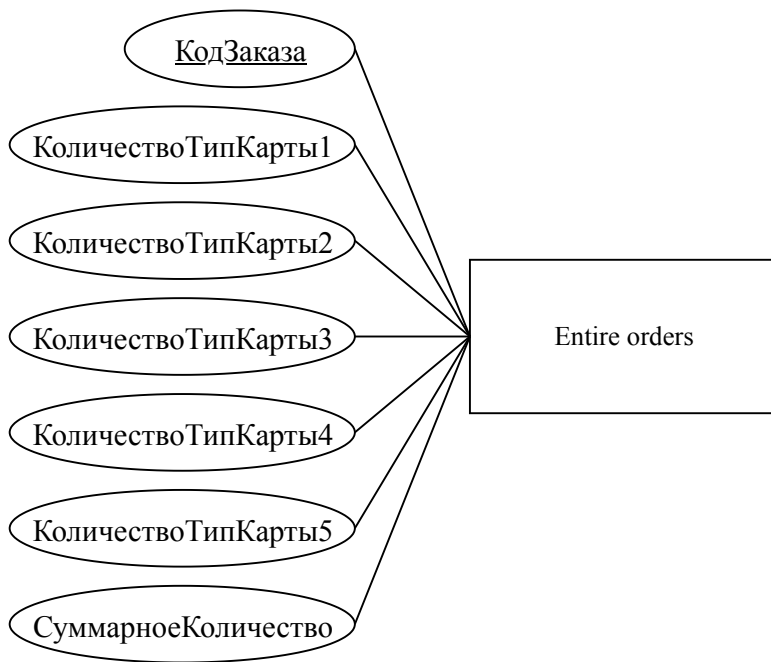 КодЗаказа
КоличествоТипКарты1
КоличествоТипКарты2
КоличествоТипКарты3
Entire orders
КоличествоТипКарты4
КоличествоТипКарты5
СуммарноеКоличество